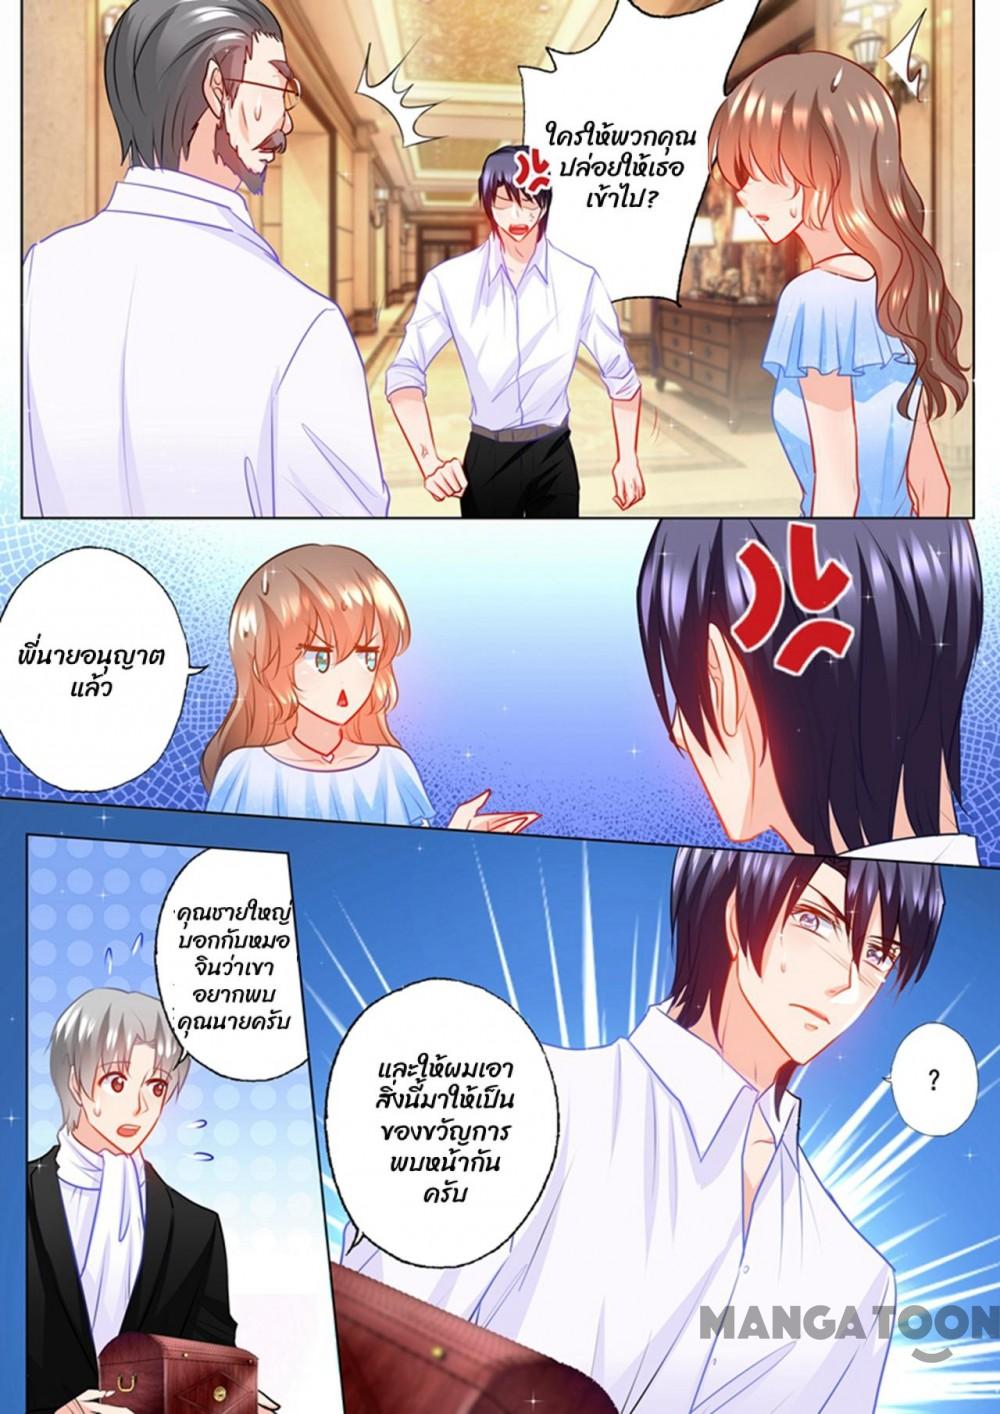 ใครให้พวกคุณ
ปล่อยให้เธอ
เข้าไป?
พี่นายอนุญาต
แล้ว
คุณชายใหญ่
บอกกับหมอ
จินว่าเขา
อยากพบ
คุณนายครับ
และให้ผมเอา
สิ่งนี้มาให้เป็น
ของขวัญการ
พบหน้ากัน
ครับ
?
MANGATOON